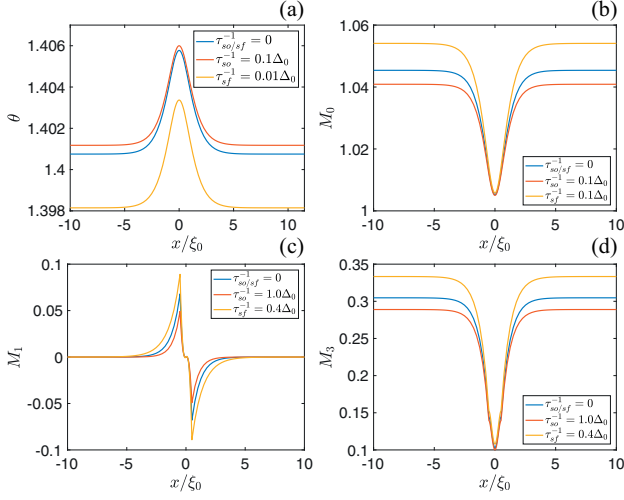 (a)
1.406
1.404
1.402
1.4
1.398
θ
τ_{so/sf}^{-1} = 0
τ_{so}^{-1} = 0.1Δ_0
τ_{sf}^{-1} = 0.01Δ_0
-10 -5 0 5 10
x/ξ_0
(b)
1.06
1.04
1.02
1
M_0
τ_{so/sf}^{-1} = 0
τ_{so}^{-1} = 0.1Δ_0
τ_{sf}^{-1} = 0.1Δ_0
-10 -5 0 5 10
x/ξ_0
(c)
0.1
0.05
0
-0.05
-0.1
M_1
τ_{so/sf}^{-1} = 0
τ_{so}^{-1} = 1.0Δ_0
τ_{sf}^{-1} = 0.4Δ_0
-10 -5 0 5 10
x/ξ_0
(d)
0.35
0.3
0.25
0.2
0.15
0.1
M_3
τ_{so/sf}^{-1} = 0
τ_{so}^{-1} = 1.0Δ_0
τ_{sf}^{-1} = 0.4Δ_0
-10 -5 0 5 10
x/ξ_0